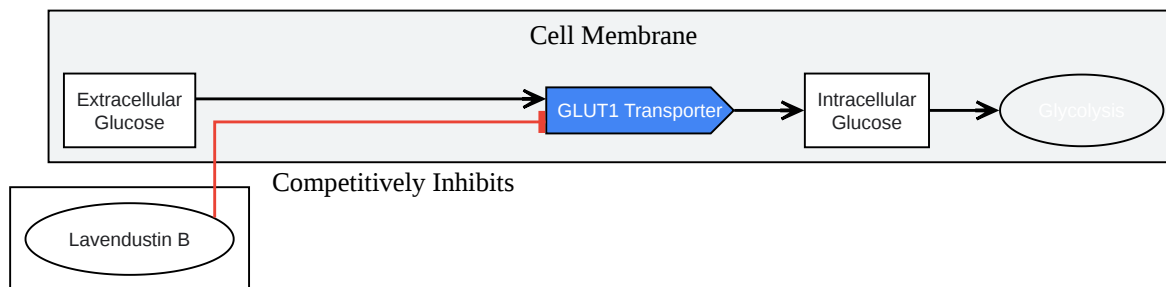 Cell Membrane
Extracellular
Glucose
GLUT1 Transporter
Intracellular
Glucose
Glycolysis
Competitively Inhibits
Lavendustin B